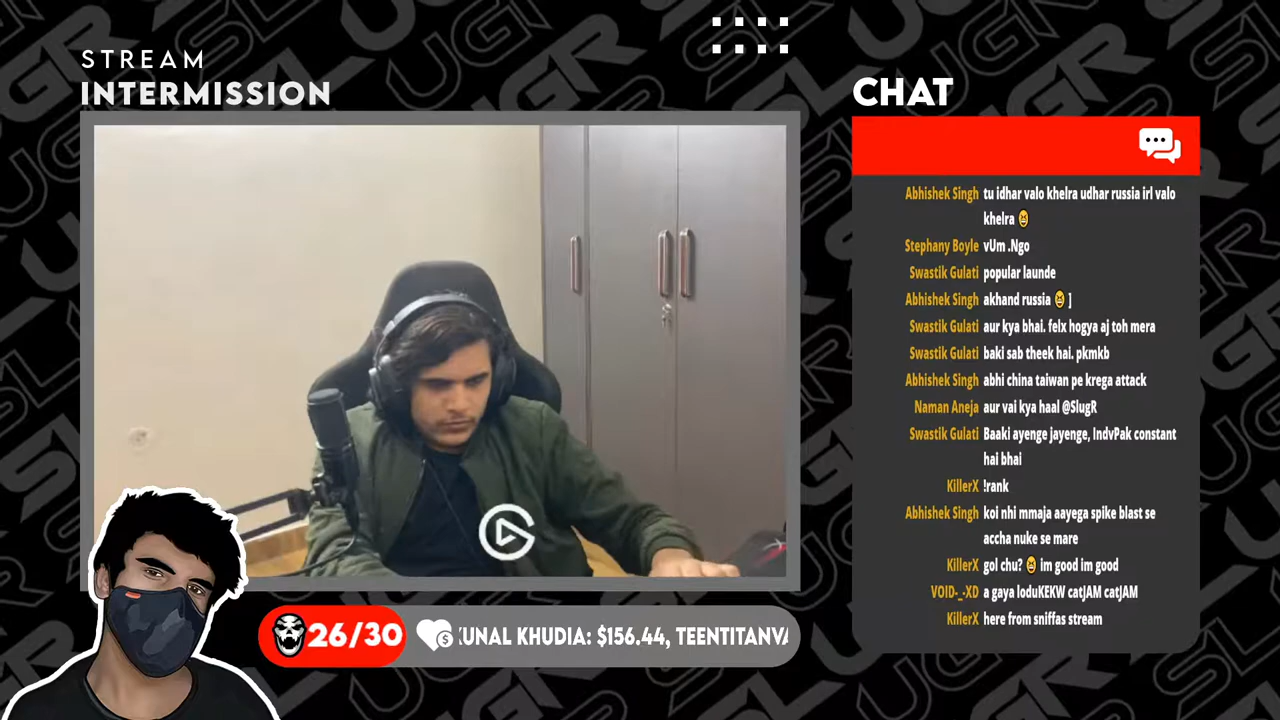 STREAM
INTERMISSION
CHAT
Abhishek Singh tu idhar valo khelra udhar russia irl valo
khelra
Stephany Boyle vUm .Ngo
Swastik Gulati popular launde
Abhishek Singh akhand russia ]
Swastik Gulati aur kya bhai. felx hogya aj toh mera
Swastik Gulati baki sab theek hai. pkmkb
Abhishek Singh abhi china taiwan pe krega attack
Naman Aneja aur vai kya haal @SlugR
Swastik Gulati Baaki ayenge jayenge, IndvPak constant
hai bhai
KillerX !rank
Abhishek Singh koi nhi mmaja aayega spike blast se
accha nuke se mare
KillerX gol chu? im good im good
VOID-_-XD a gaya loduKEKW catJAM catJAM
KillerX here from sniffas stream
26/30
KUNAL KHUDIA: $156.44, TEENTITANVA